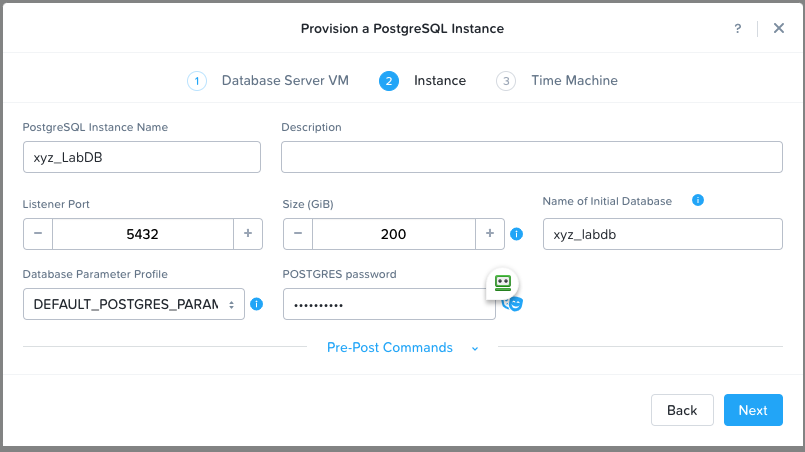 Provision a PostgreSQL Instance
?
1 Database Server VM 2 Instance 3 Time Machine
PostgreSQL Instance Name Description
xyz_LabDB
Listener Port Size (GiB) Name of Initial Database i
− 5432 + − 200 + i xyz_labdb
Database Parameter Profile POSTGRES password
DEFAULT_POSTGRES_PARAM i ••••••••••
Pre-Post Commands
Back Next